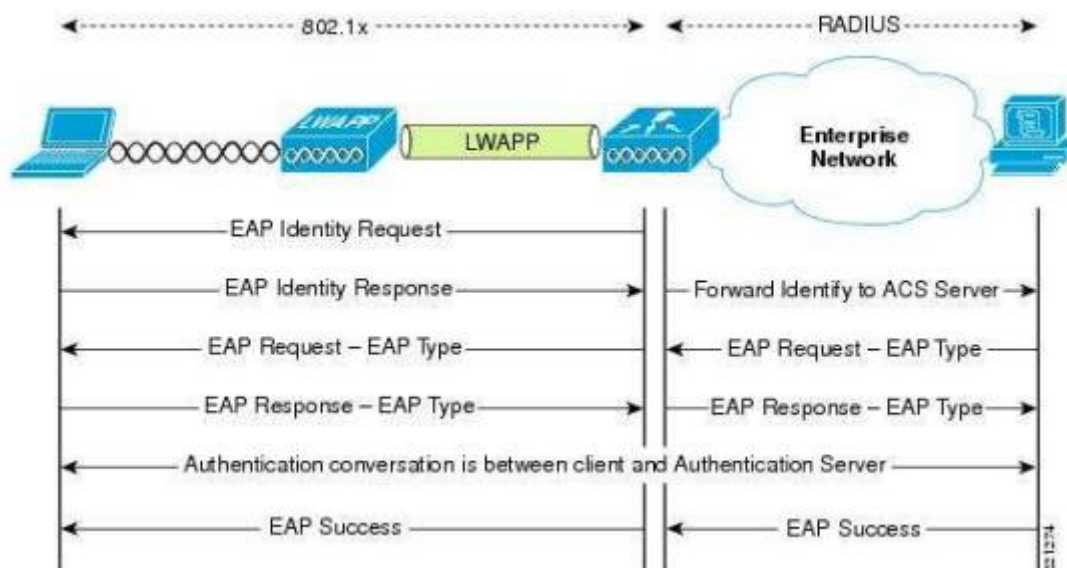 802.1x
RADIUS
LWAPP
LWAPP
Enterprise
Network
EAP Identity Request
EAP Identity Response
Forward Identify to ACS Server
EAP Request – EAP Type
EAP Request – EAP Type
EAP Response – EAP Type
EAP Response – EAP Type
Authentication conversation is between client and Authentication Server
EAP Success
EAP Success
221274